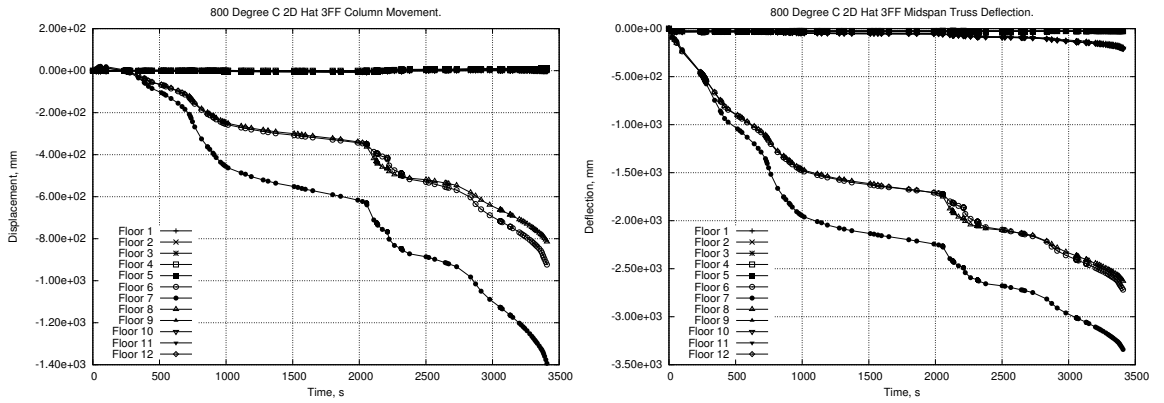 800 Degree C 2D Hat 3FF Column Movement.
2.00e+02
0.00e+00
-2.00e+02
-4.00e+02
-6.00e+02
-8.00e+02
-1.00e+03
-1.20e+03
-1.40e+03
Displacement, mm
Floor 1
Floor 2
Floor 3
Floor 4
Floor 5
Floor 6
Floor 7
Floor 8
Floor 9
Floor 10
Floor 11
Floor 12
0 500 1000 1500 2000 2500 3000 3500
Time, s
800 Degree C 2D Hat 3FF Midspan Truss Deflection.
0.00e+00
-5.00e+02
-1.00e+03
-1.50e+03
-2.00e+03
-2.50e+03
-3.00e+03
-3.50e+03
Deflection, mm
Floor 1
Floor 2
Floor 3
Floor 4
Floor 5
Floor 6
Floor 7
Floor 8
Floor 9
Floor 10
Floor 11
Floor 12
0 500 1000 1500 2000 2500 3000 3500
Time, s